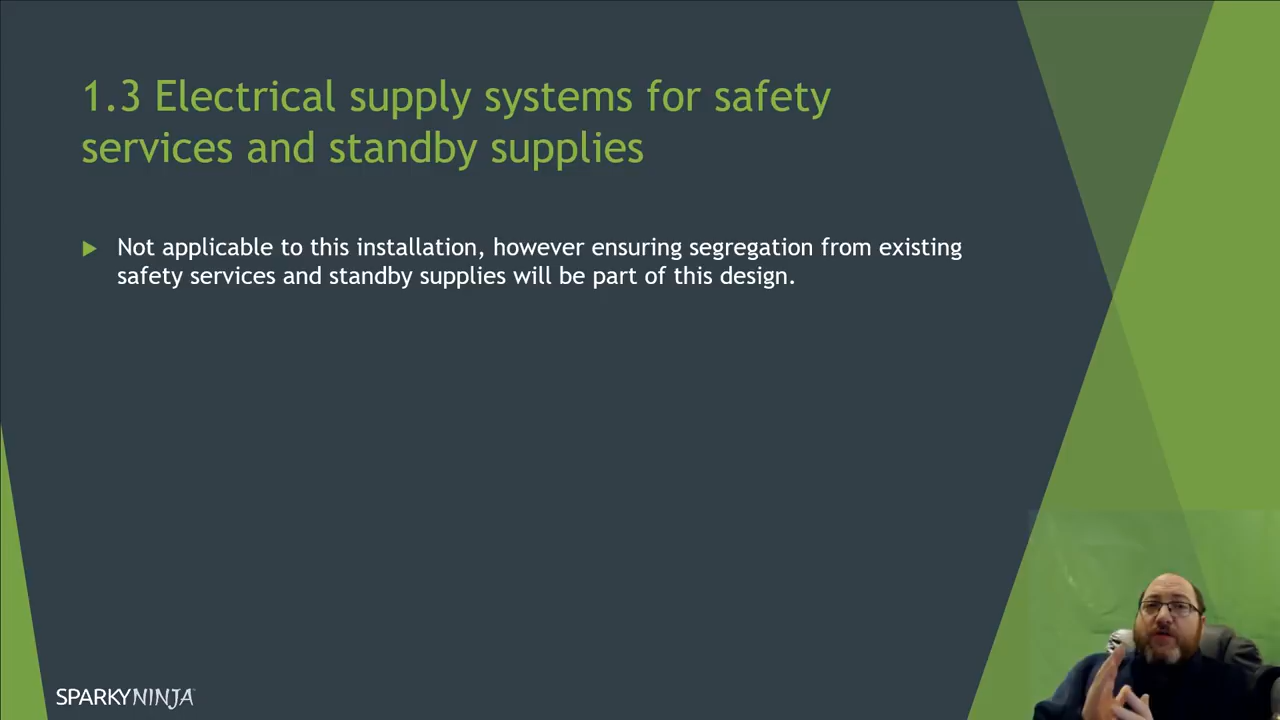 1.3 Electrical supply systems for safety
services and standby supplies
Not applicable to this installation, however ensuring segregation from existing
safety services and standby supplies will be part of this design.
SPARKYNINJA